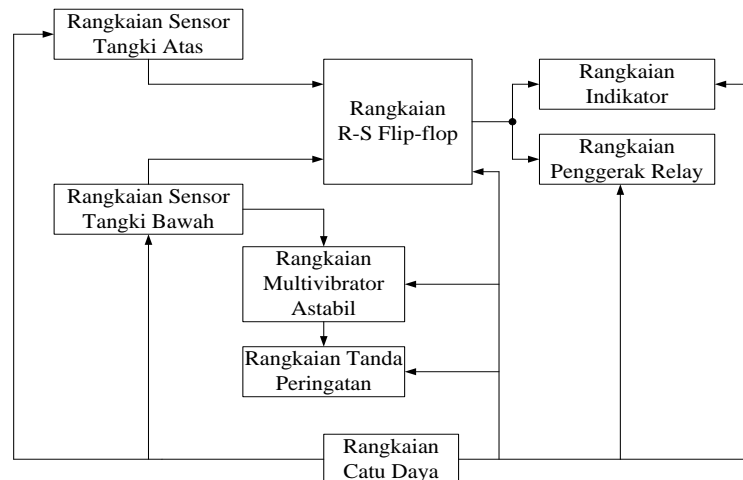 Rangkaian Sensor
Tangki Atas
Rangkaian
R-S Flip-flop
Rangkaian
Indikator
Rangkaian
Penggerak Relay
Rangkaian Sensor
Tangki Bawah
Rangkaian
Multivibrator
Astabil
Rangkaian Tanda
Peringatan
Rangkaian
Catu Daya